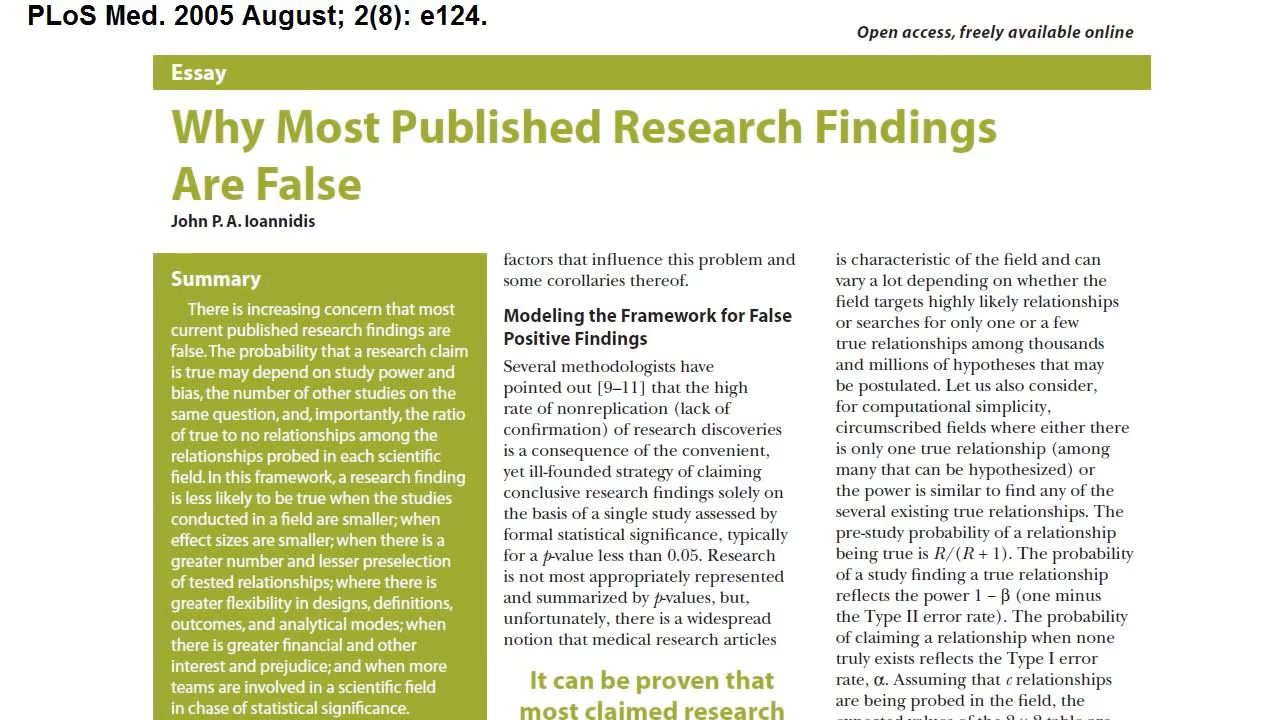 PLoS Med. 2005 August; 2(8): e124.
Open access, freely available online
Essay
Why Most Published Research Findings
Are False
John P. A. Ioannidis
Summary
There is increasing concern that most
current published research findings are
false. The probability that a research claim
is true may depend on study power and
bias, the number of other studies on the
same question, and, importantly, the ratio
of true to no relationships among the
relationships probed in each scientific
field. In this framework, a research finding
is less likely to be true when the studies
conducted in a field are smaller; when
effect sizes are smaller; when there is a
greater number and lesser preselection
of tested relationships; where there is
greater flexibility in designs, definitions,
outcomes, and analytical modes; when
there is greater financial and other
interest and prejudice; and when more
teams are involved in a scientific field
in chase of statistical significance.
factors that influence this problem and
some corollaries thereof.
Modeling the Framework for False
Positive Findings
Several methodologists have
pointed out [9–11] that the high
rate of nonreplication (lack of
confirmation) of research discoveries
is a consequence of the convenient,
yet ill-founded strategy of claiming
conclusive research findings solely on
the basis of a single study assessed by
formal statistical significance, typically
for a p-value less than 0.05. Research
is not most appropriately represented
and summarized by p-values, but,
unfortunately, there is a widespread
notion that medical research articles
It can be proven that
most claimed research
is characteristic of the field and can
vary a lot depending on whether the
field targets highly likely relationships
or searches for only one or a few
true relationships among thousands
and millions of hypotheses that may
be postulated. Let us also consider,
for computational simplicity,
circumscribed fields where either there
is only one true relationship (among
many that can be hypothesized) or
the power is similar to find any of the
several existing true relationships. The
pre-study probability of a relationship
being true is R/(R + 1). The probability
of a study finding a true relationship
reflects the power 1 – β (one minus
the Type II error rate). The probability
of claiming a relationship when none
truly exists reflects the Type I error
rate, α. Assuming that c relationships
are being probed in the field, the